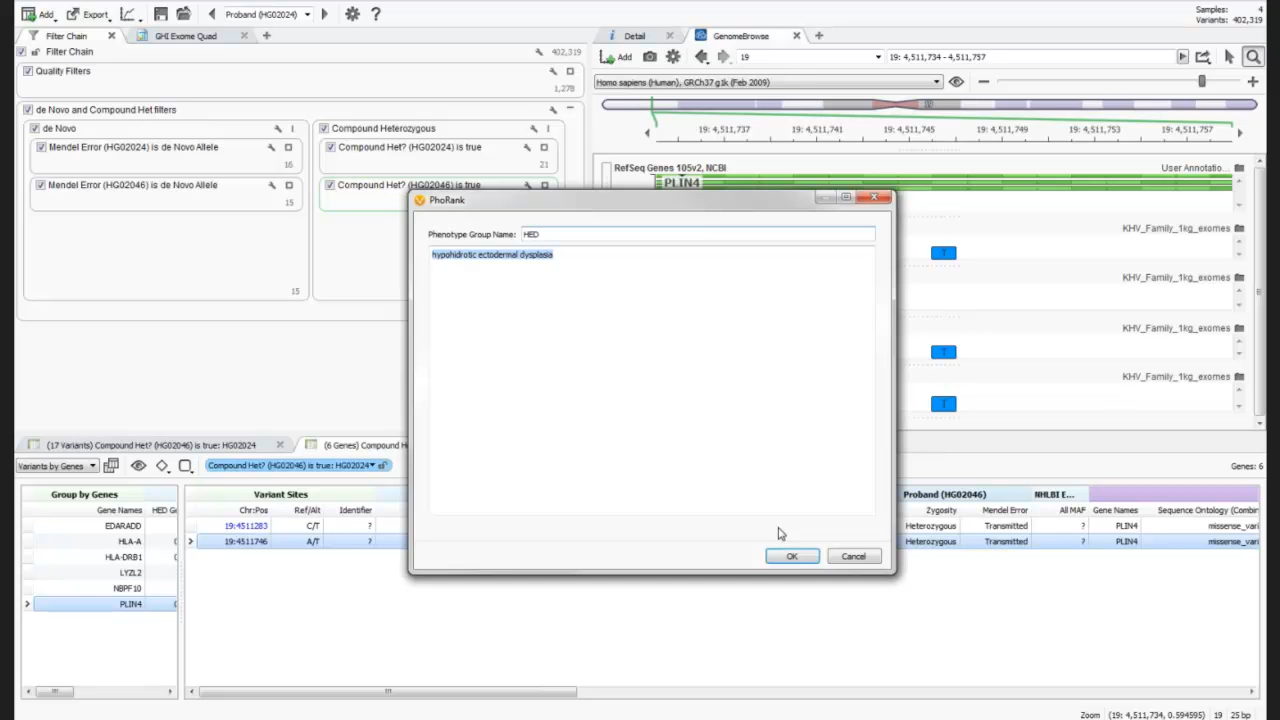 Add
Export
Proband (HG02024)
?
Samples: 4
Variants: 402,319
Filter Chain
GHI Exome Quad
Detail
GenomeBrowse
Filter Chain
402,319
Quality Filters
1,278
de Novo and Compound Het filters
de Novo
Mendel Error (HG02024) is de Novo Allele
16
Mendel Error (HG02046) is de Novo Allele
15
15
Compound Heterozygous
Compound Het? (HG02024) is true
21
Compound Het? (HG02046) is true
Add
19
19: 4,511,734 - 4,511,757
Homo sapiens (Human), GRCh37 g1k (Feb 2009)
19: 4,511,737
19: 4,511,741
19: 4,511,745
19: 4,511,749
19: 4,511,753
19: 4,511,757
RefSeq Genes 105v2, NCBI
User Annotatio...
PLIN4
KHV_Family_1kg_exomes
T
KHV_Family_1kg_exomes
KHV_Family_1kg_exomes
T
KHV_Family_1kg_exomes
T
PhoRank
Phenotype Group Name: HED
hypohidrotic ectodermal dysplasia
OK
Cancel
(17 Variants) Compound Het? (HG02046) is true: HG02024
(6 Genes) Compound H
Variants by Genes
Compound Het? (HG02046) is true: HG02024
Genes: 6
Group by Genes
Variant Sites
Proband (HG02046)
NHLBI E...
Gene Names
HED G
Chr:Pos
Ref/Alt
Identifier
Zygosity
Mendel Error
All MAF
Gene Names
Sequence Ontology (Combin
EDARADD
19:4511283
C/T
?
Heterozygous
Transmitted
?
PLIN4
missense_vari
HLA-A
19:4511746
A/T
?
Heterozygous
Transmitted
?
PLIN4
missense_vari
HLA-DRB1
LYZL2
NBPF10
PLIN4
Zoom
(19: 4,511,734, 0.594595)
19
25 bp